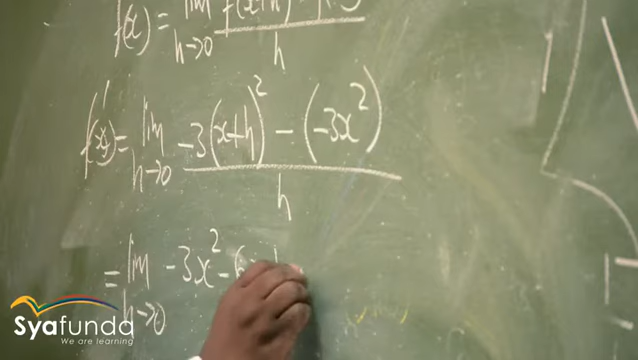 f'(x) = lim h→0 f(x+h) - f(x) / h
f'(x) = lim h→0 -3(x+h)² - (-3x²) / h
= lim h→0 -3x² - 6
Syafunda
We are learning